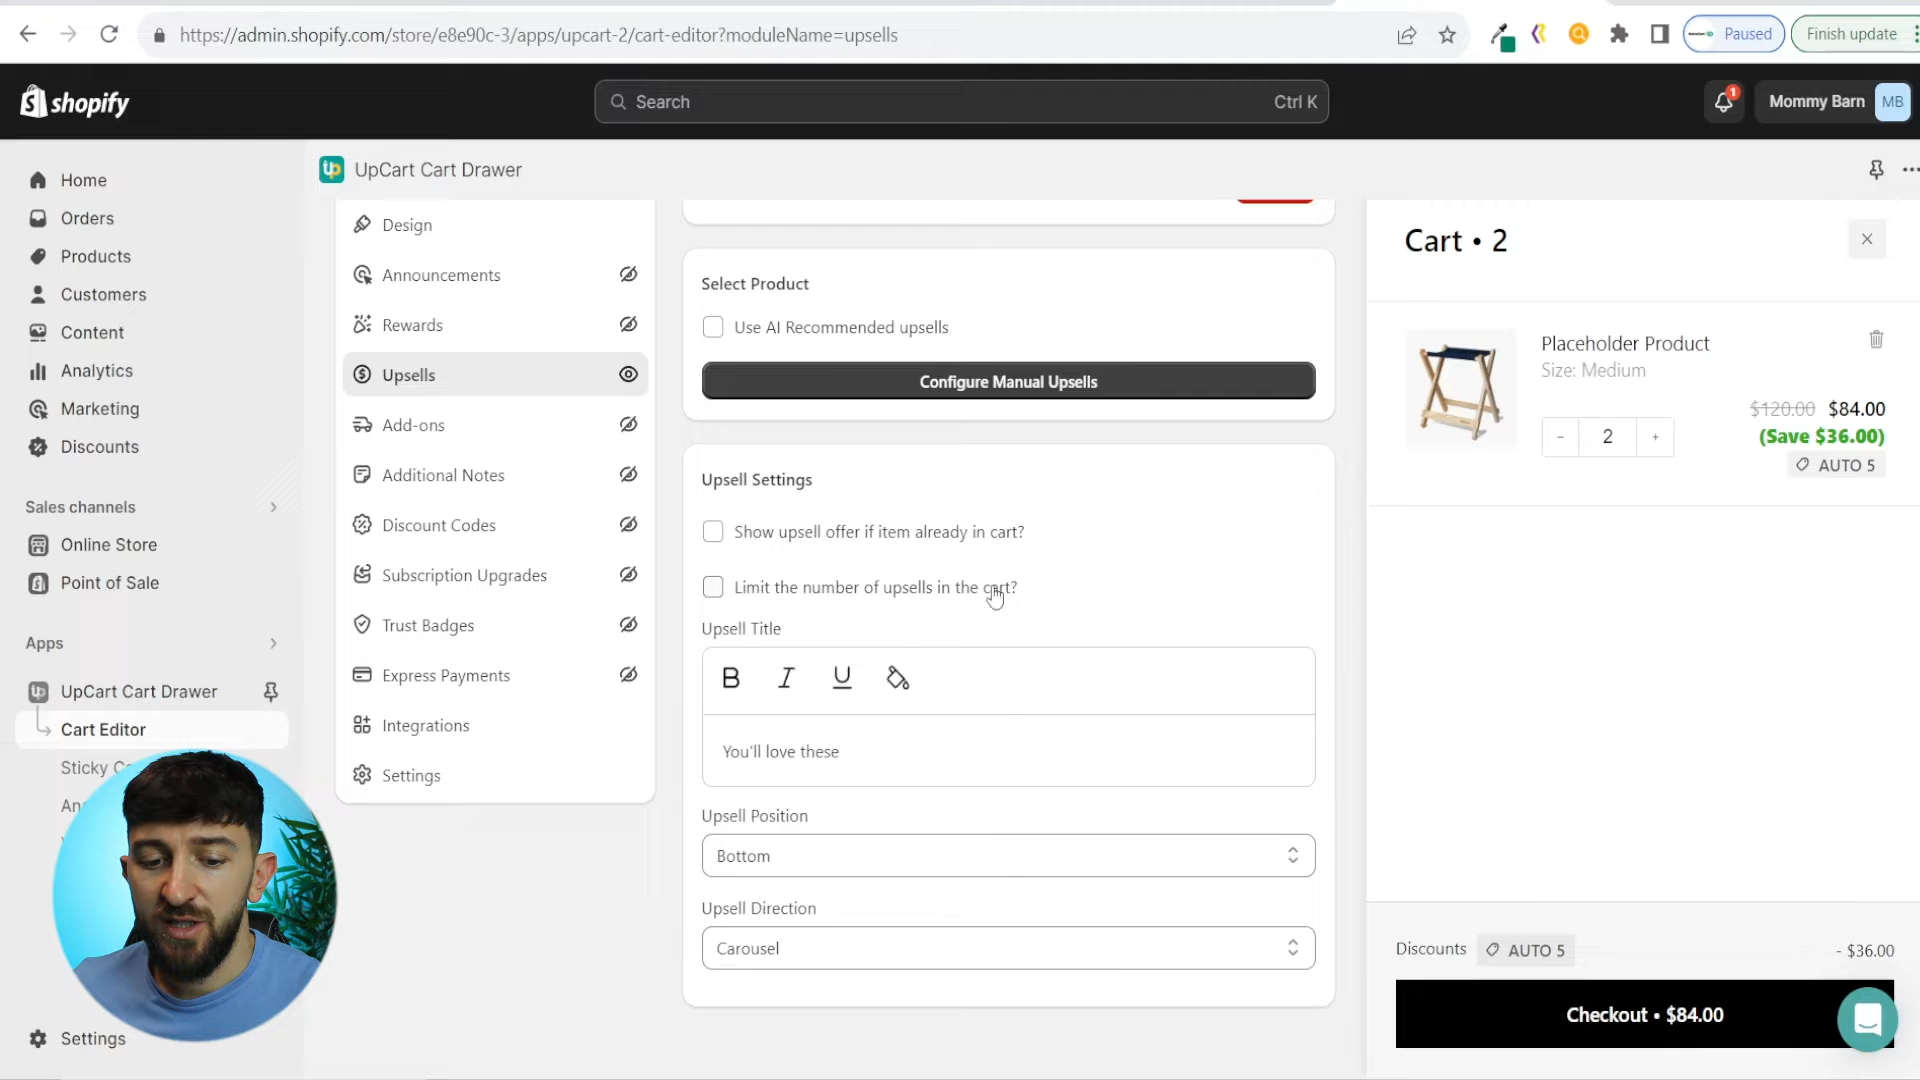 https://admin.shopify.com/store/e8e90c-3/apps/upcart-2/cart-editor?moduleName=upsells
Paused
Finish update
shopify
Search
Ctrl K
1
Mommy Barn
MB
UpCart Cart Drawer
Home
Orders
Products
Customers
Content
Analytics
Marketing
Discounts
Sales channels
Online Store
Point of Sale
Apps
UpCart Cart Drawer
Cart Editor
Sticky
Settings
Design
Announcements
Rewards
Upsells
Add-ons
Additional Notes
Discount Codes
Subscription Upgrades
Trust Badges
Express Payments
Integrations
Settings
Select Product
Use AI Recommended upsells
Configure Manual Upsells
Upsell Settings
Show upsell offer if item already in cart?
Limit the number of upsells in the cart?
Upsell Title
B I U
You'll love these
Upsell Position
Bottom
Upsell Direction
Carousel
Cart • 2
Placeholder Product
Size: Medium
$120.00 $84.00
- 2 +
(Save $36.00)
AUTO 5
Discounts AUTO 5 - $36.00
Checkout • $84.00